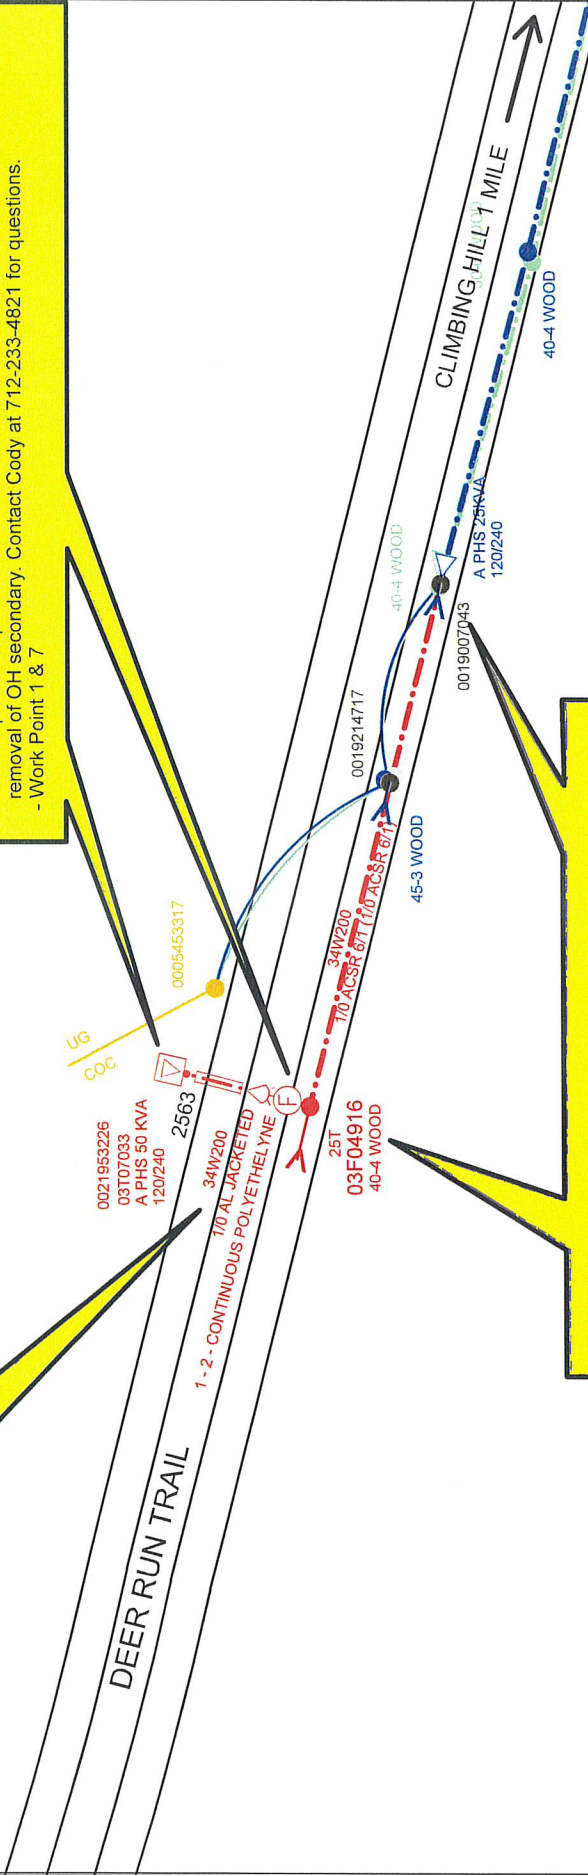 removal of OH secondary. Contact Cody at 712-233-4821 for questions.
- Work Point 1 & 7
UG
COC
0005453317
0021953226
03T07033
A PHS 50 KVA
120/240
2563
34W200
1/0 AL JACKETED
1 - 2 - CONTINUOUS POLYETHELYNE
F
25T
03F04916
40-4 WOOD
34W200
1/0 ACSR 6/1 (1/0 ACSR 6/1)
45-3 WOOD
0019214717
40-4 WOOD
0019007043
A PHS 25KVA
120/240
CLIMBING HILL 1 MILE
40-4 WOOD
DEER RUN TRAIL